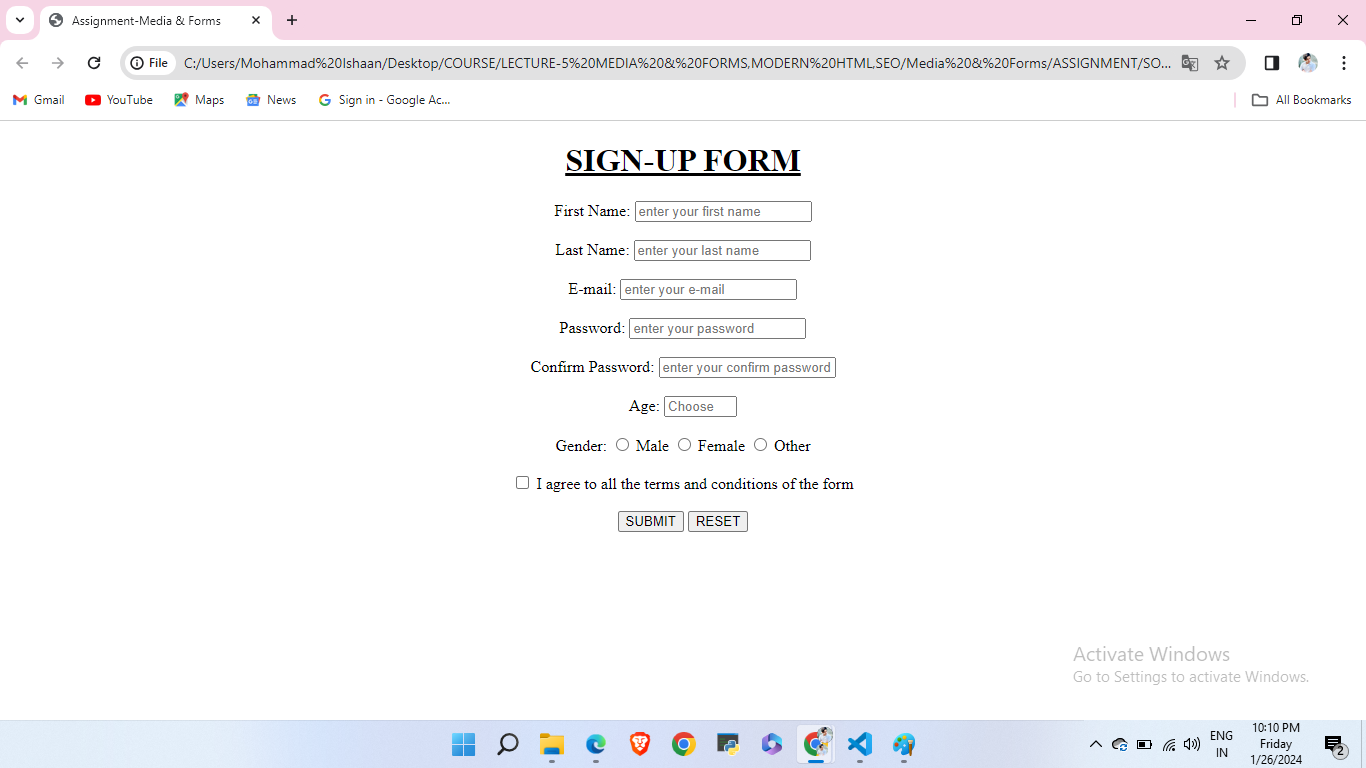 Assignment-Media & Forms
File
C:/Users/Mohammad%20Ishaan/Desktop/COURSE/LECTURE-5%20MEDIA%20&%20FORMS,MODERN%20HTML,SEO/Media%20&%20Forms/ASSIGNMENT/SO...
Gmail YouTube Maps News Sign in - Google Ac... All Bookmarks
SIGN-UP FORM
First Name: enter your first name
Last Name: enter your last name
E-mail: enter your e-mail
Password: enter your password
Confirm Password: enter your confirm password
Age: Choose
Gender: Male Female Other
I agree to all the terms and conditions of the form
SUBMIT RESET
Activate Windows
Go to Settings to activate Windows.
ENG
IN
10:10 PM
Friday
1/26/2024
2